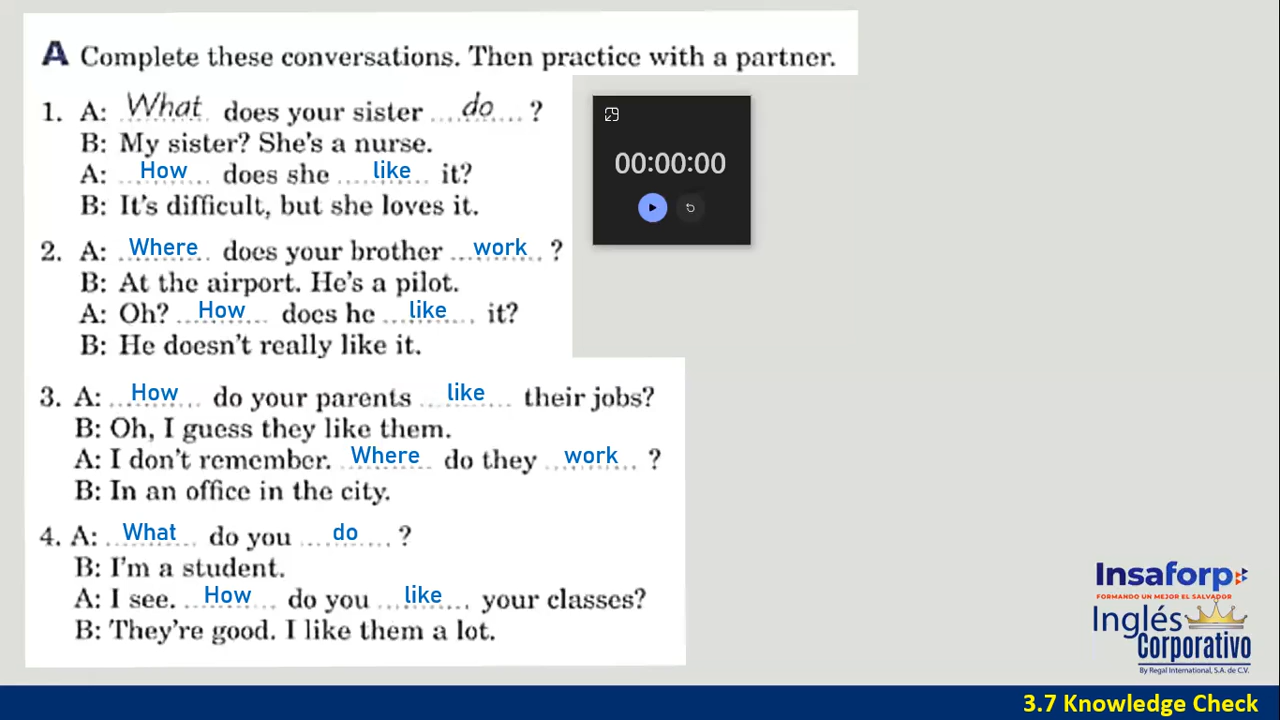 A Complete these conversations. Then practice with a partner.
1. A: What does your sister do ?
B: My sister? She's a nurse.
A: How does she like it?
B: It's difficult, but she loves it.
2. A: Where does your brother work ?
B: At the airport. He's a pilot.
A: Oh? How does he like it?
B: He doesn't really like it.
3. A: How do your parents like their jobs?
B: Oh, I guess they like them.
A: I don't remember. Where do they work ?
B: In an office in the city.
4. A: What do you do ?
B: I'm a student.
A: I see. How do you like your classes?
B: They're good. I like them a lot.
00:00:00
Insaforp
FORMANDO UN MEJOR EL SALVADOR
Inglés
Corporativo
By Regal International, S.A. de C.V.
3.7 Knowledge Check